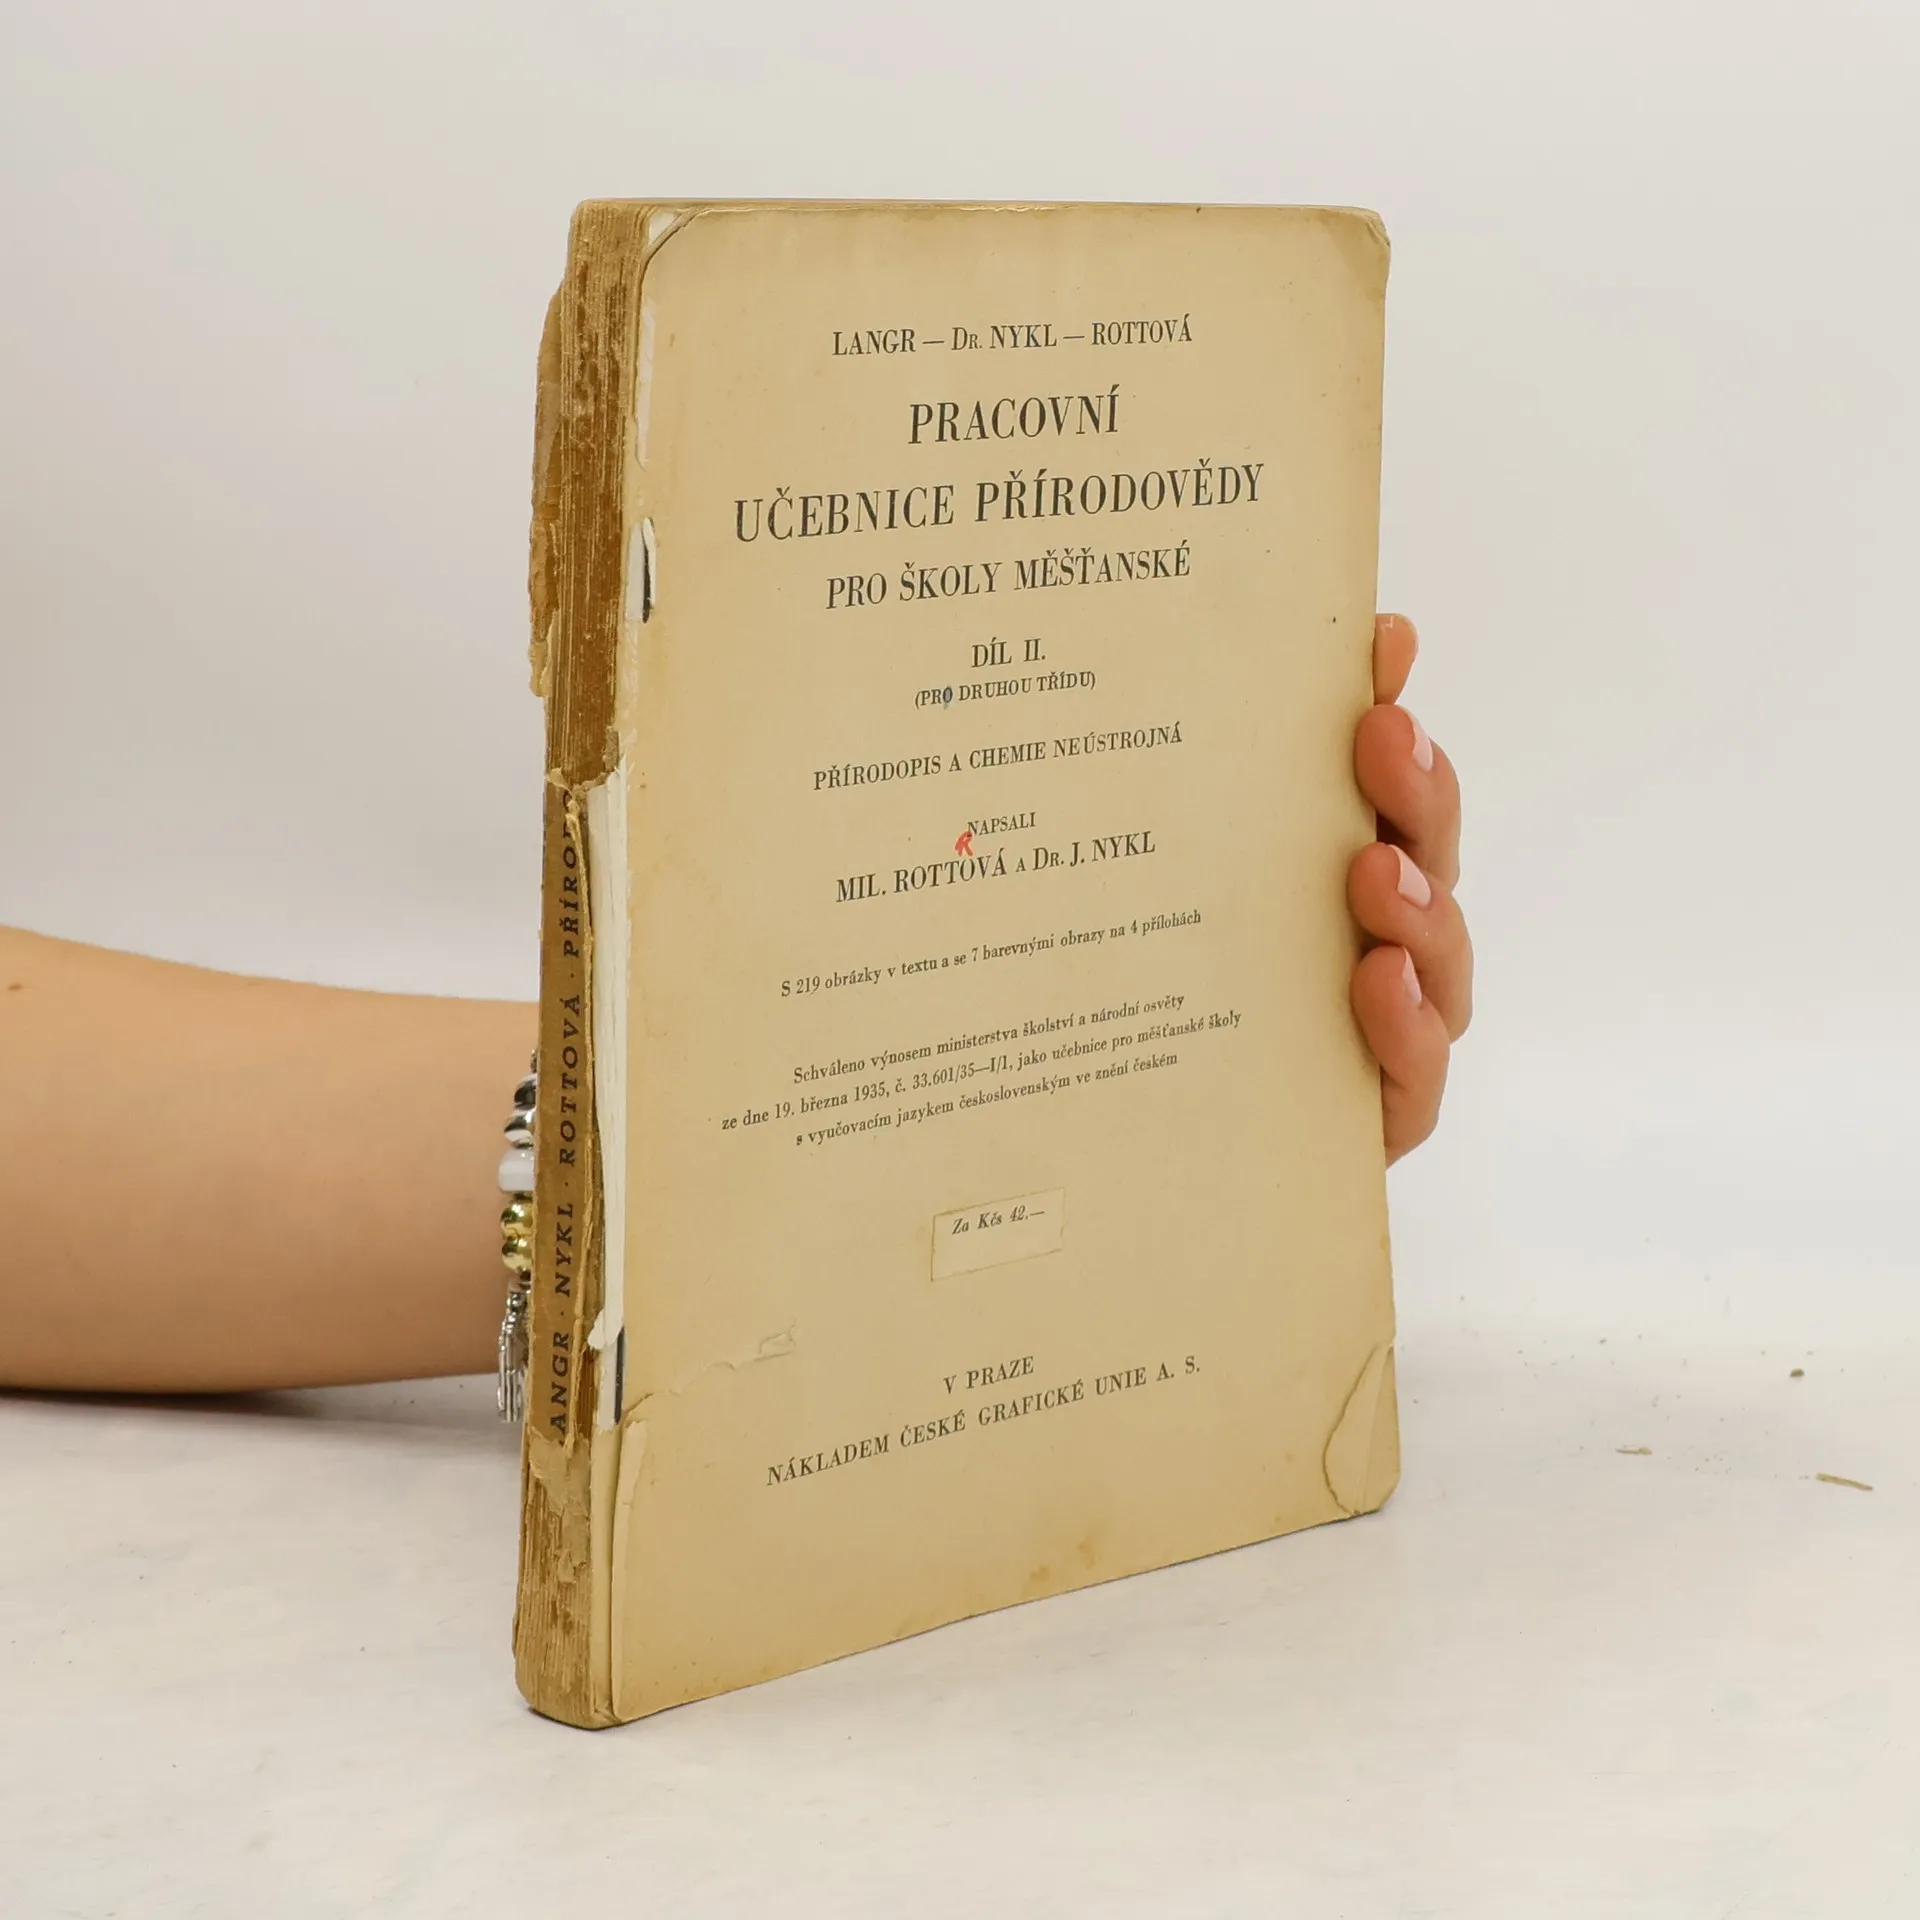 LANGR — Dr. NYKL — ROTTOVÁ
PRACOVNÍ
UČEBNICE PŘÍRODOVĚDY
PRO ŠKOLY MĚŠŤANSKÉ
DÍL II.
(PRO DRUHOU TŘÍDU)
PŘÍRODOPIS A CHEMIE NEÚSTROJNÁ
NAPSALI
R
MIL. ROTTOVÁ A Dr. J. NYKL
S 219 obrázky v textu a se 7 barevnými obrazy na 4 přílohách
Schváleno výnosem ministerstva školství a národní osvěty
ze dne 19. března 1935, č. 33.601/35—I/1, jako učebnice pro měšťanské školy
s vyučovacím jazykem československým ve znění českém
Za Kčs 42.—
V PRAZE
NÁKLADEM ČESKÉ GRAFICKÉ UNIE A. S.
ANGR · NYKL · ROTTOVÁ · PŘÍRODO